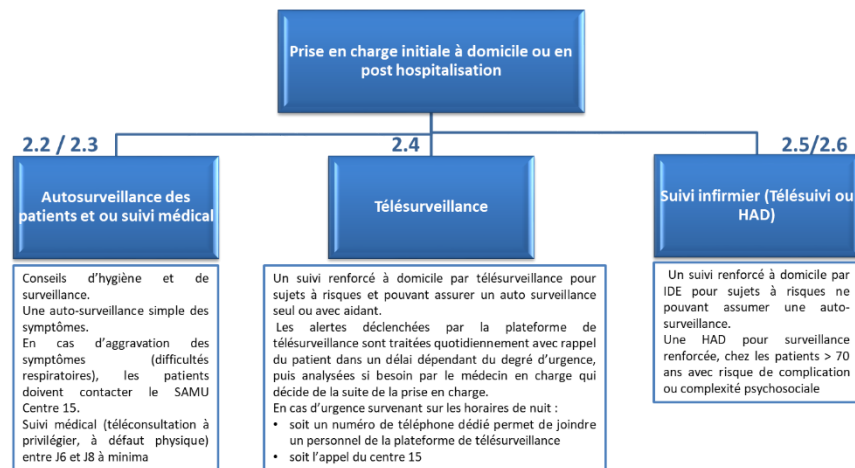 Prise en charge initiale à domicile ou en
post hospitalisation
2.2 / 2.3
2.4
2.5/2.6
Autosurveillance des
patients et ou suivi médical
Télésurveillance
Suivi infirmier (Télésuivi ou
HAD)
Conseils d'hygiène et de
surveillance.
Une auto-surveillance simple des
symptômes.
En cas d'aggravation des
symptômes (difficultés
respiratoires), les patients
doivent contacter le SAMU
Centre 15.
Suivi médical (téléconsultation à
privilégier, à défaut physique)
entre J6 et J8 à minima
Un suivi renforcé à domicile par télésurveillance pour
sujets à risques et pouvant assurer un auto surveillance
seul ou avec aidant.
Les alertes déclenchées par la plateforme de
télésurveillance sont traitées quotidiennement avec rappel
du patient dans un délai dépendant du degré d'urgence,
puis analysées si besoin par le médecin en charge qui
décide de la suite de la prise en charge.
En cas d'urgence survenant sur les horaires de nuit :
• soit un numéro de téléphone dédié permet de joindre
un personnel de la plateforme de télésurveillance
• soit l'appel du centre 15
Un suivi renforcé à domicile par
IDE pour sujets à risques ne
pouvant assumer une auto-
surveillance.
Une HAD pour surveillance
renforcée, chez les patients > 70
ans avec risque de complication
ou complexité psychosociale